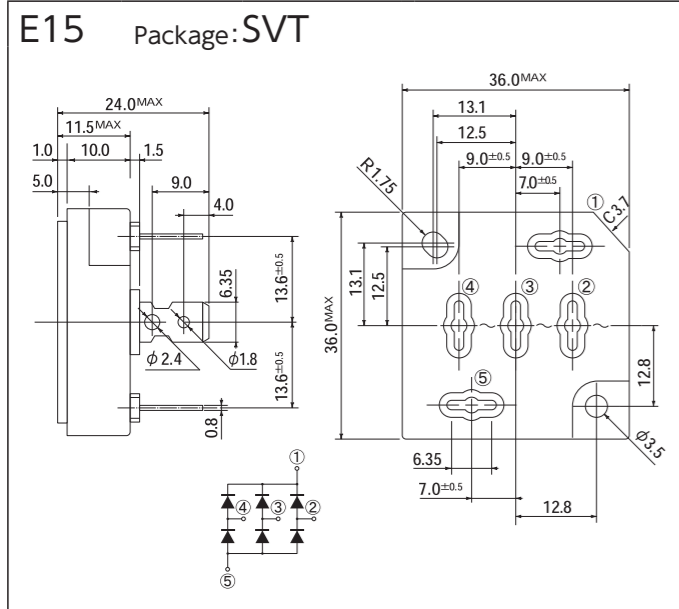 E15 Package:SVT
24.0MAX
11.5MAX
1.0 10.0 1.5
5.0 9.0
4.0
13.6±0.5
6.35
13.6±0.5
ϕ2.4 ϕ1.8
0.8
36.0MAX
13.1
12.5
9.0±0.5 9.0±0.5
7.0±0.5
R1.75
① C3.7
13.1
12.5
36.0MAX
④ ③ ②
~ ~
⑤
12.8
6.35
7.0±0.5
12.8
ϕ3.5
①
④ ③ ②
⑤